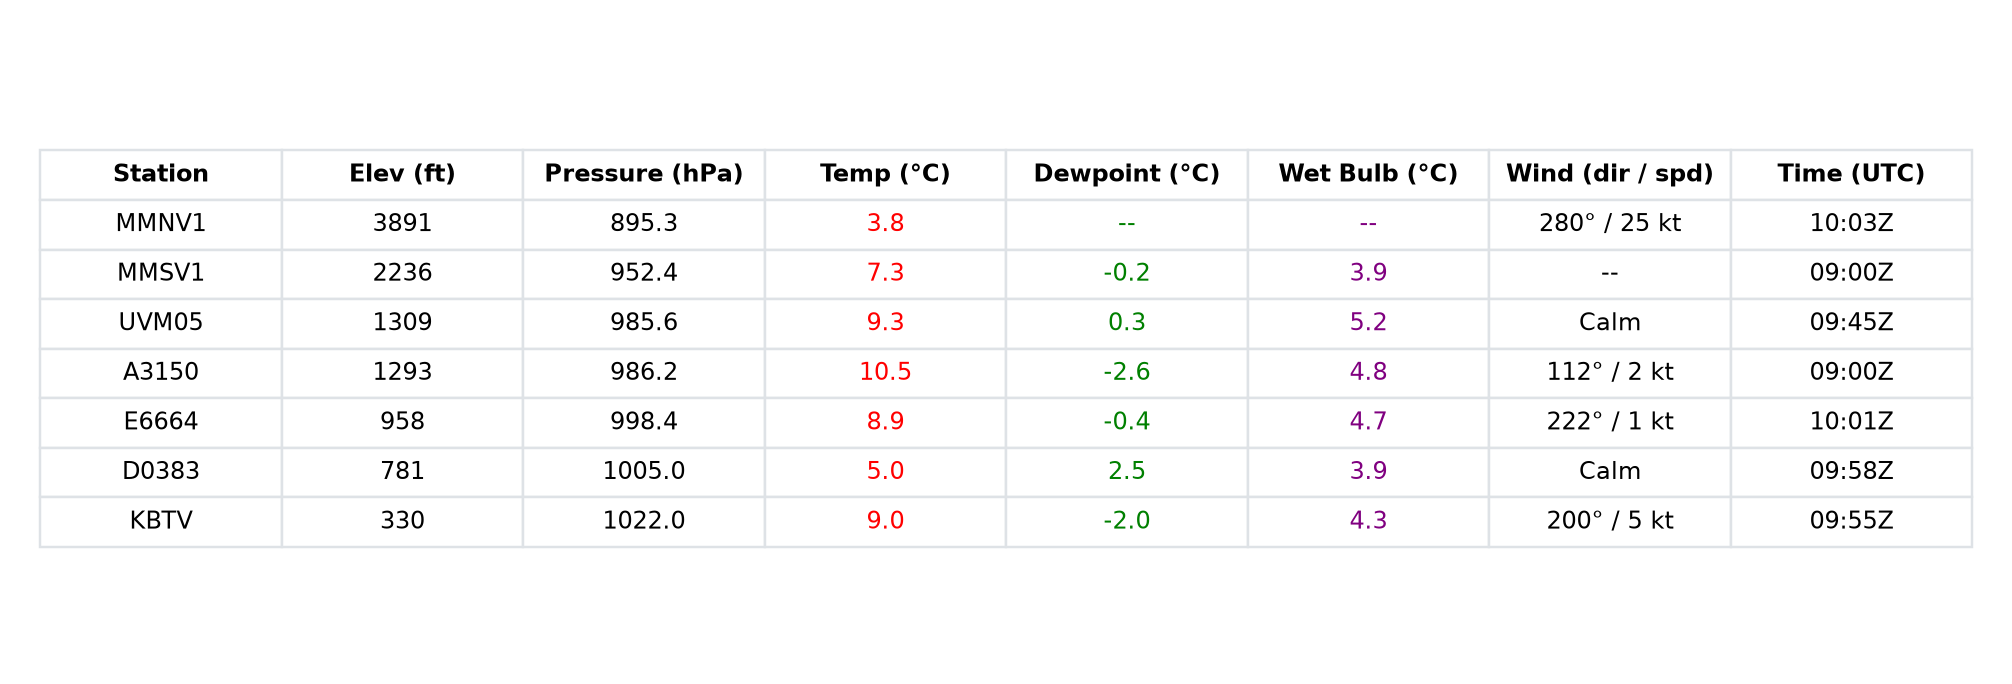 Station Elev (ft) Pressure (hPa) Temp (°C) Dewpoint (°C) Wet Bulb (°C) Wind (dir / spd) Time (UTC)
MMNV1 3891 895.3 3.8 -- -- 280° / 25 kt 10:03Z
MMSV1 2236 952.4 7.3 -0.2 3.9 -- 09:00Z
UVM05 1309 985.6 9.3 0.3 5.2 Calm 09:45Z
A3150 1293 986.2 10.5 -2.6 4.8 112° / 2 kt 09:00Z
E6664 958 998.4 8.9 -0.4 4.7 222° / 1 kt 10:01Z
D0383 781 1005.0 5.0 2.5 3.9 Calm 09:58Z
KBTV 330 1022.0 9.0 -2.0 4.3 200° / 5 kt 09:55Z